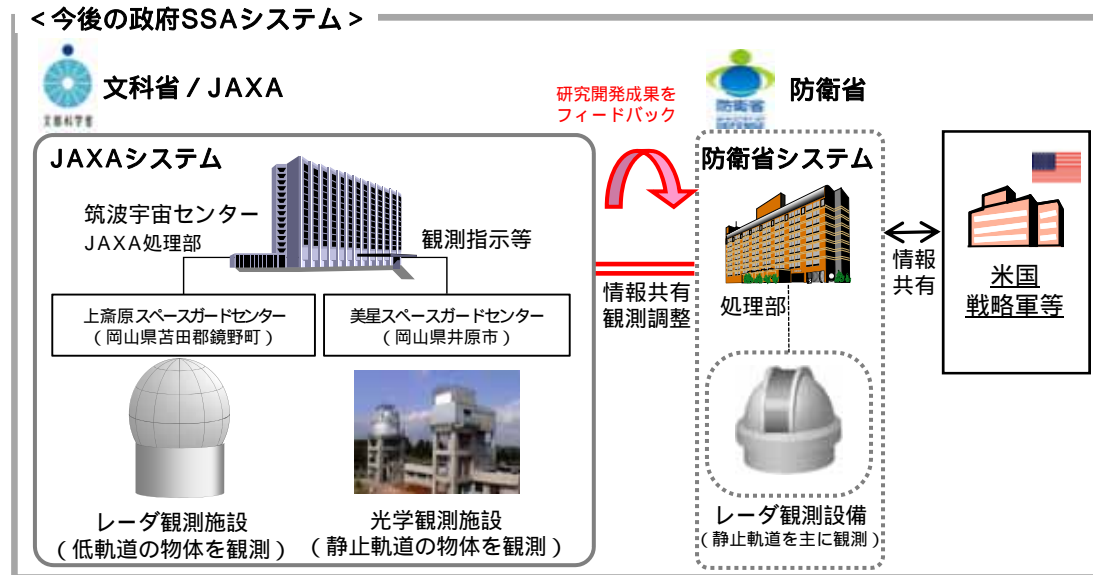 ＜今後の政府SSAシステム＞
文部科学省
文科省 / JAXA
研究開発成果を
フィードバック
防衛省
防衛省
JAXAシステム
筑波宇宙センター
JAXA処理部
観測指示等
上斎原スペースガードセンター
（岡山県苫田郡鏡野町）
美星スペースガードセンター
（岡山県井原市）
レーダ観測施設
（低軌道の物体を観測）
光学観測施設
（静止軌道の物体を観測）
情報共有
観測調整
防衛省システム
処理部
レーダ観測設備
（静止軌道を主に観測）
情報
共有
米国
戦略軍等